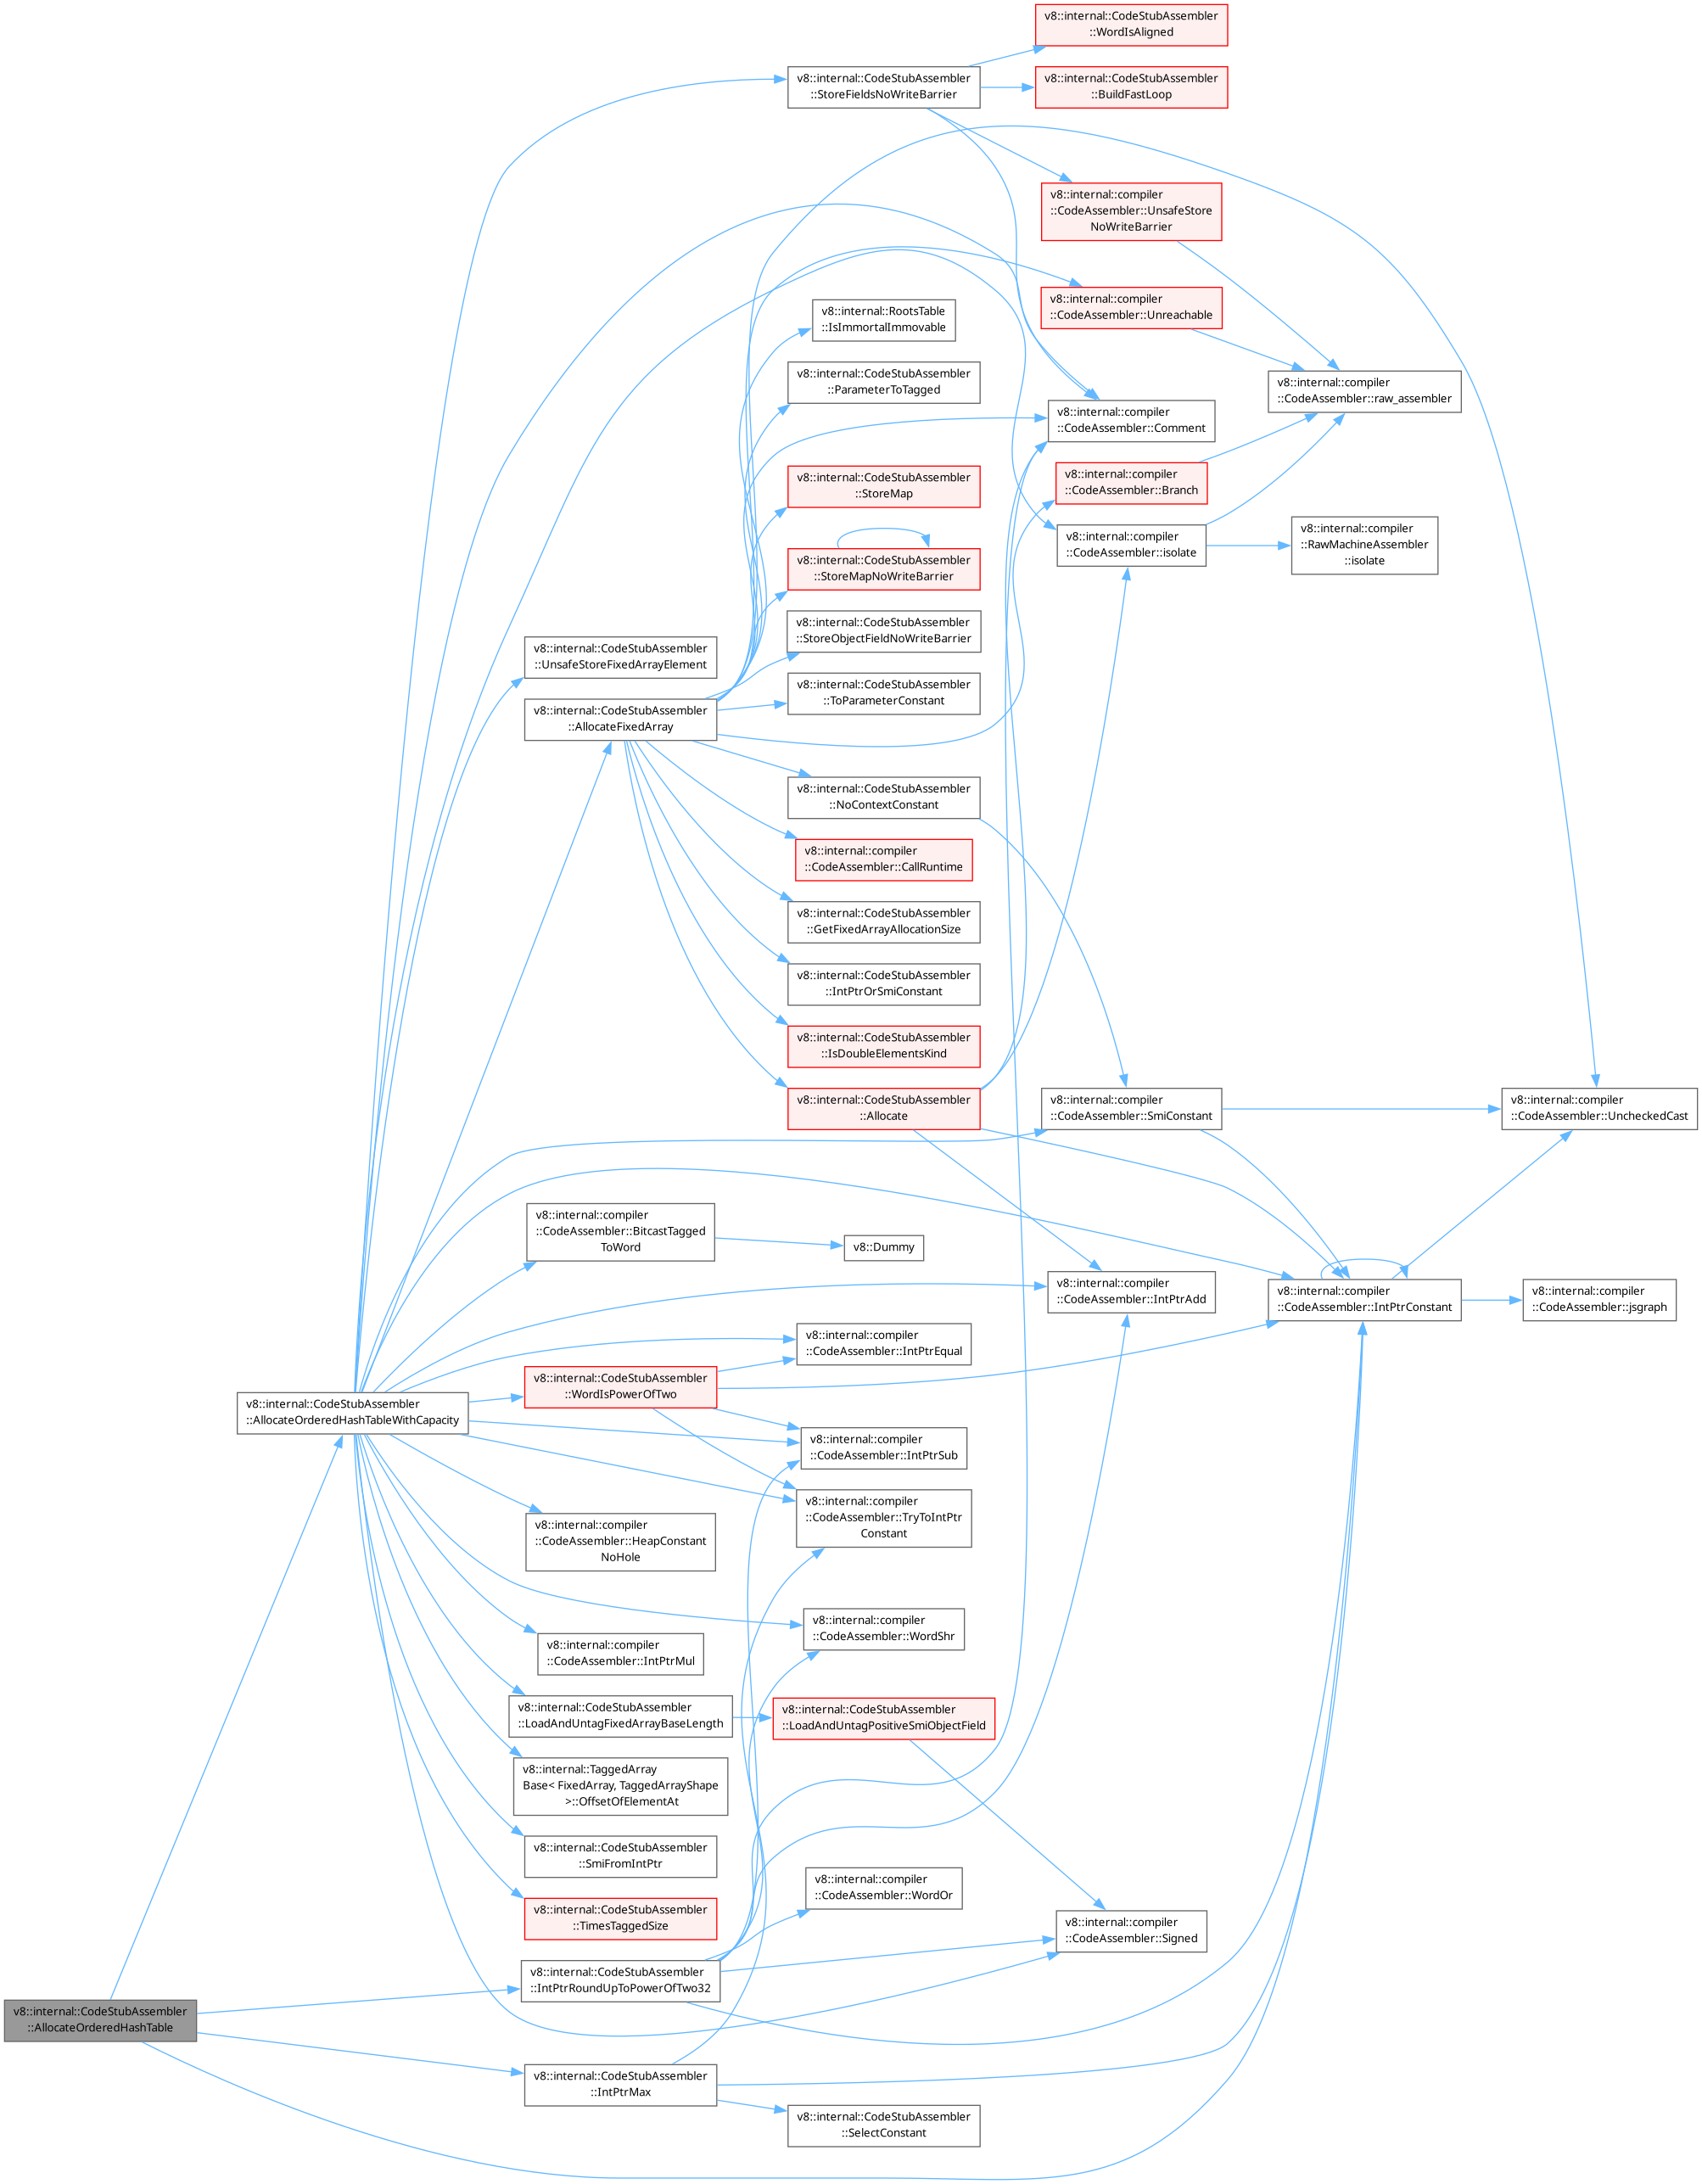 v8::internal::CodeStubAssembler
::WordIsAligned
v8::internal::CodeStubAssembler
::StoreFieldsNoWriteBarrier
v8::internal::CodeStubAssembler
::BuildFastLoop
v8::internal::compiler
::CodeAssembler::UnsafeStore
NoWriteBarrier
v8::internal::compiler
::CodeAssembler::Unreachable
v8::internal::RootsTable
::IsImmortalImmovable
v8::internal::CodeStubAssembler
::ParameterToTagged
v8::internal::compiler
::CodeAssembler::raw_assembler
v8::internal::compiler
::CodeAssembler::Comment
v8::internal::CodeStubAssembler
::StoreMap
v8::internal::compiler
::CodeAssembler::Branch
v8::internal::compiler
::CodeAssembler::isolate
v8::internal::compiler
::RawMachineAssembler
::isolate
v8::internal::CodeStubAssembler
::StoreMapNoWriteBarrier
v8::internal::CodeStubAssembler
::StoreObjectFieldNoWriteBarrier
v8::internal::CodeStubAssembler
::UnsafeStoreFixedArrayElement
v8::internal::CodeStubAssembler
::ToParameterConstant
v8::internal::CodeStubAssembler
::AllocateFixedArray
v8::internal::CodeStubAssembler
::NoContextConstant
v8::internal::compiler
::CodeAssembler::CallRuntime
v8::internal::CodeStubAssembler
::GetFixedArrayAllocationSize
v8::internal::CodeStubAssembler
::IntPtrOrSmiConstant
v8::internal::CodeStubAssembler
::IsDoubleElementsKind
v8::internal::CodeStubAssembler
::Allocate
v8::internal::compiler
::CodeAssembler::SmiConstant
v8::internal::compiler
::CodeAssembler::UncheckedCast
v8::internal::compiler
::CodeAssembler::BitcastTagged
ToWord
v8::Dummy
v8::internal::compiler
::CodeAssembler::IntPtrAdd
v8::internal::compiler
::CodeAssembler::IntPtrConstant
v8::internal::compiler
::CodeAssembler::jsgraph
v8::internal::compiler
::CodeAssembler::IntPtrEqual
v8::internal::CodeStubAssembler
::WordIsPowerOfTwo
v8::internal::CodeStubAssembler
::AllocateOrderedHashTableWithCapacity
v8::internal::compiler
::CodeAssembler::IntPtrSub
v8::internal::compiler
::CodeAssembler::TryToIntPtr
Constant
v8::internal::compiler
::CodeAssembler::HeapConstant
NoHole
v8::internal::compiler
::CodeAssembler::WordShr
v8::internal::compiler
::CodeAssembler::IntPtrMul
v8::internal::CodeStubAssembler
::LoadAndUntagFixedArrayBaseLength
v8::internal::CodeStubAssembler
::LoadAndUntagPositiveSmiObjectField
v8::internal::TaggedArray
Base< FixedArray, TaggedArrayShape
>::OffsetOfElementAt
v8::internal::CodeStubAssembler
::SmiFromIntPtr
v8::internal::compiler
::CodeAssembler::WordOr
v8::internal::CodeStubAssembler
::TimesTaggedSize
v8::internal::compiler
::CodeAssembler::Signed
v8::internal::CodeStubAssembler
::IntPtrRoundUpToPowerOfTwo32
v8::internal::CodeStubAssembler
::AllocateOrderedHashTable
v8::internal::CodeStubAssembler
::IntPtrMax
v8::internal::CodeStubAssembler
::SelectConstant